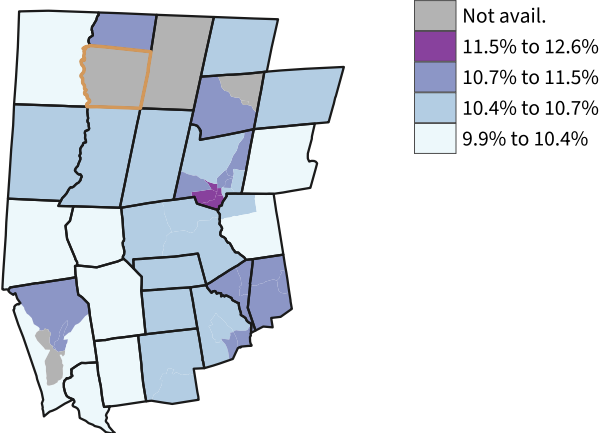 Not avail.
11.5% to 12.6%
10.7% to 11.5%
10.4% to 10.7%
9.9% to 10.4%